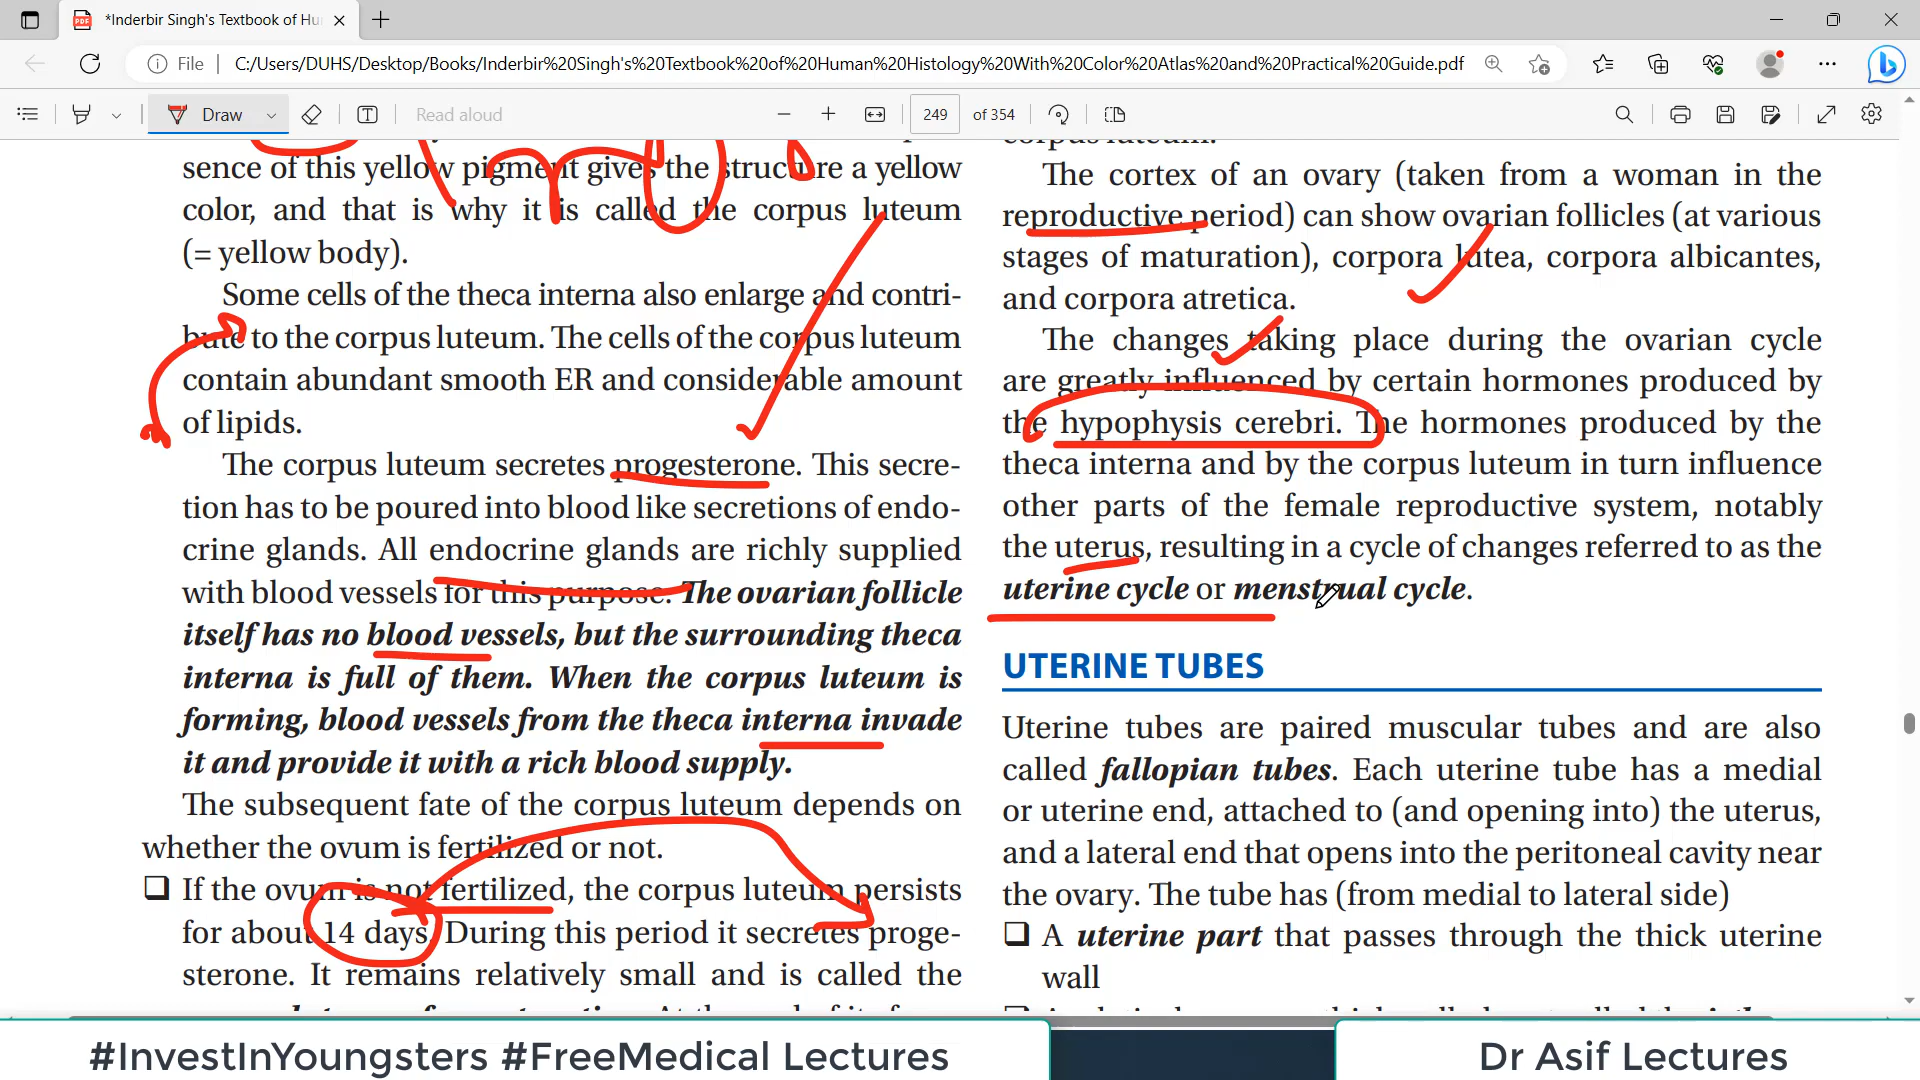 *Inderbir Singh's Textbook of Hu
File
C:/Users/DUHS/Desktop/Books/Inderbir%20Singh's%20Textbook%20of%20Human%20Histology%20With%20Color%20Atlas%20and%20Practical%20Guide.pdf
Draw
Read aloud
249 of 354
sence of this yellow pigment gives the structure a yellow
color, and that is why it is called the corpus luteum
(= yellow body).
Some cells of the theca interna also enlarge and contri-
bute to the corpus luteum. The cells of the corpus luteum
contain abundant smooth ER and considerable amount
of lipids.
The corpus luteum secretes progesterone. This secre-
tion has to be poured into blood like secretions of endo-
crine glands. All endocrine glands are richly supplied
with blood vessels for this purpose. The ovarian follicle
itself has no blood vessels, but the surrounding theca
interna is full of them. When the corpus luteum is
forming, blood vessels from the theca interna invade
it and provide it with a rich blood supply.
The subsequent fate of the corpus luteum depends on
whether the ovum is fertilized or not.
❑ If the ovum is not fertilized, the corpus luteum persists
for about 14 days. During this period it secretes proge-
sterone. It remains relatively small and is called the
corpus luteum.
The cortex of an ovary (taken from a woman in the
reproductive period) can show ovarian follicles (at various
stages of maturation), corpora lutea, corpora albicantes,
and corpora atretica.
The changes taking place during the ovarian cycle
are greatly influenced by certain hormones produced by
the hypophysis cerebri. The hormones produced by the
theca interna and by the corpus luteum in turn influence
other parts of the female reproductive system, notably
the uterus, resulting in a cycle of changes referred to as the
uterine cycle or menstrual cycle.
UTERINE TUBES
Uterine tubes are paired muscular tubes and are also
called fallopian tubes. Each uterine tube has a medial
or uterine end, attached to (and opening into) the uterus,
and a lateral end that opens into the peritoneal cavity near
the ovary. The tube has (from medial to lateral side)
❑ A uterine part that passes through the thick uterine
wall
#InvestInYoungsters #FreeMedical Lectures
Dr Asif Lectures